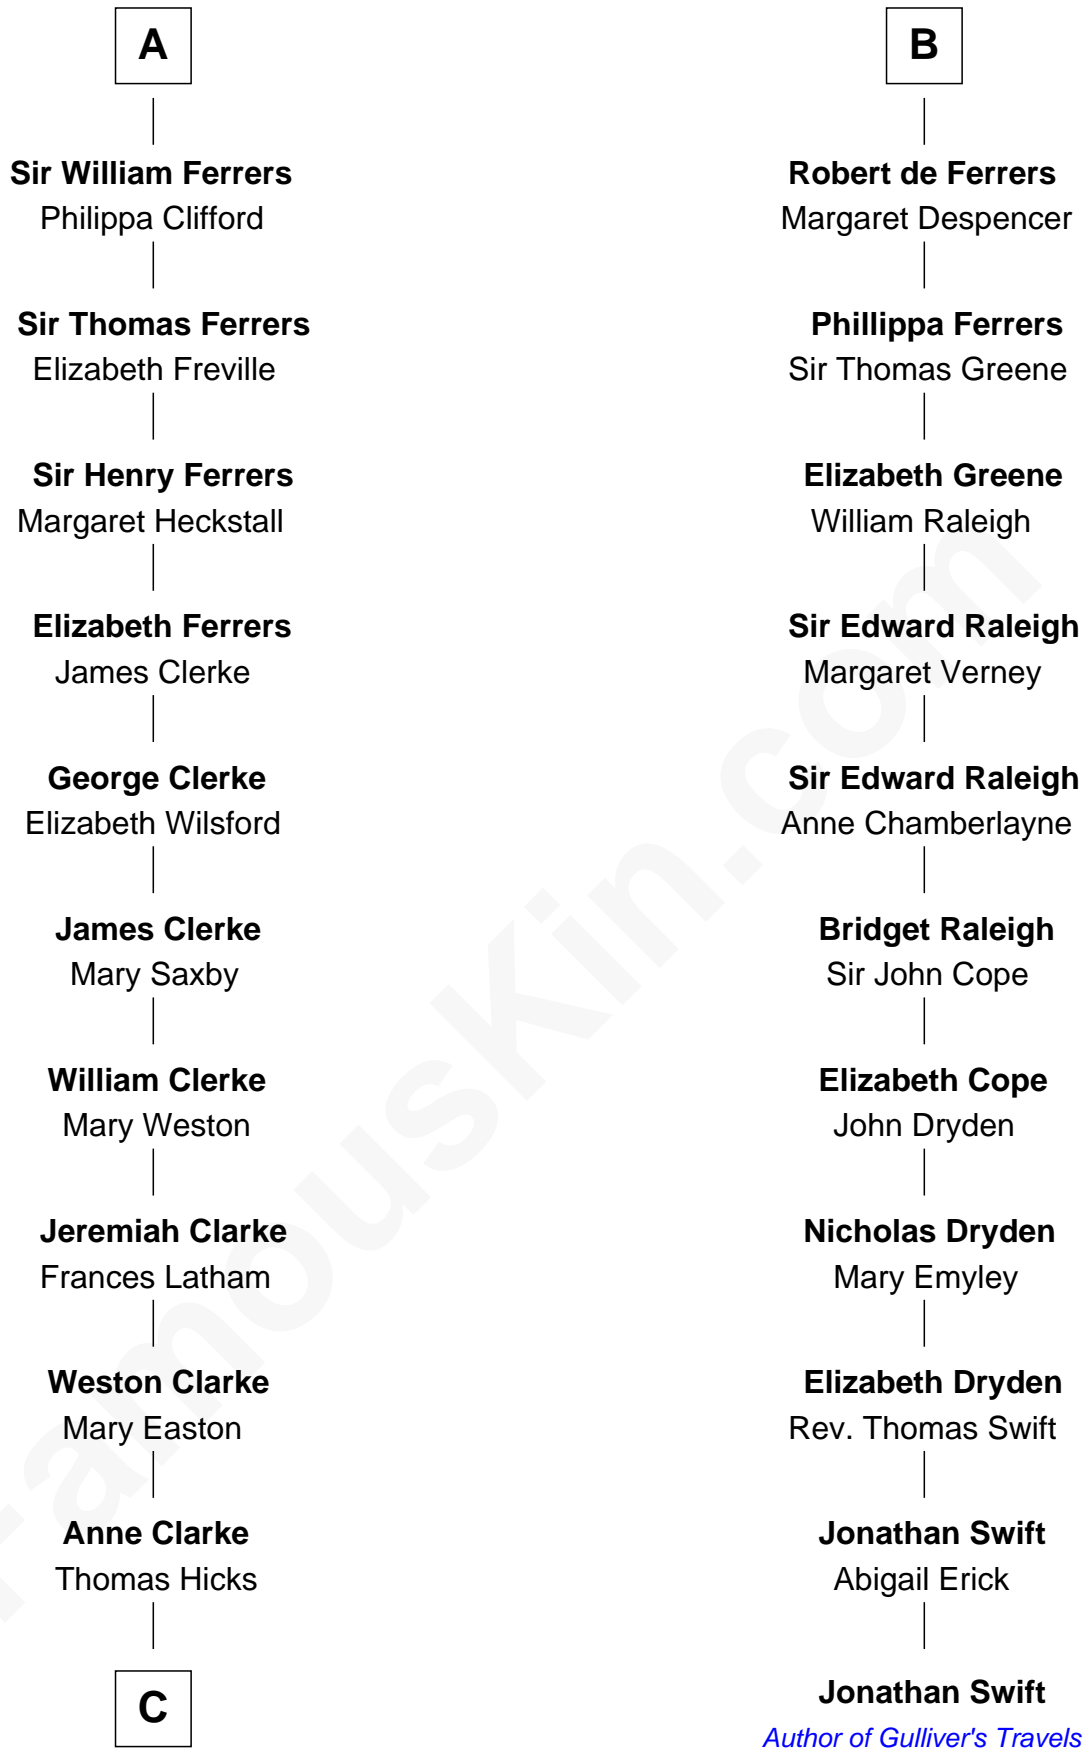 A
Sir William Ferrers
Philippa Clifford
Sir Thomas Ferrers
Elizabeth Freville
Sir Henry Ferrers
Margaret Heckstall
Elizabeth Ferrers
James Clerke
George Clerke
Elizabeth Wilsford
James Clerke
Mary Saxby
William Clerke
Mary Weston
Jeremiah Clarke
Frances Latham
Weston Clarke
Mary Easton
Anne Clarke
Thomas Hicks
C
B
Robert de Ferrers
Margaret Despencer
Phillippa Ferrers
Sir Thomas Greene
Elizabeth Greene
William Raleigh
Sir Edward Raleigh
Margaret Verney
Sir Edward Raleigh
Anne Chamberlayne
Bridget Raleigh
Sir John Cope
Elizabeth Cope
John Dryden
Nicholas Dryden
Mary Emyley
Elizabeth Dryden
Rev. Thomas Swift
Jonathan Swift
Abigail Erick
Jonathan Swift
Author of Gulliver's Travels
FamousKin.com